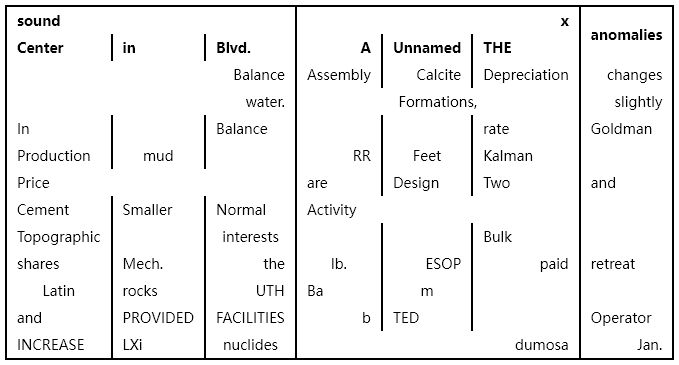 sound x anomalies
Center in Blvd. A Unnamed THE
Balance Assembly Calcite Depreciation changes
water. Formations, slightly
In Balance rate Goldman
Production mud RR Feet Kalman
Price are Design Two and
Cement Smaller Normal Activity
Topographic interests Bulk
shares Mech. the lb. ESOP paid retreat
Latin rocks UTH Ba m
and PROVIDED FACILITIES b TED Operator
INCREASE LXi nuclides dumosa Jan.